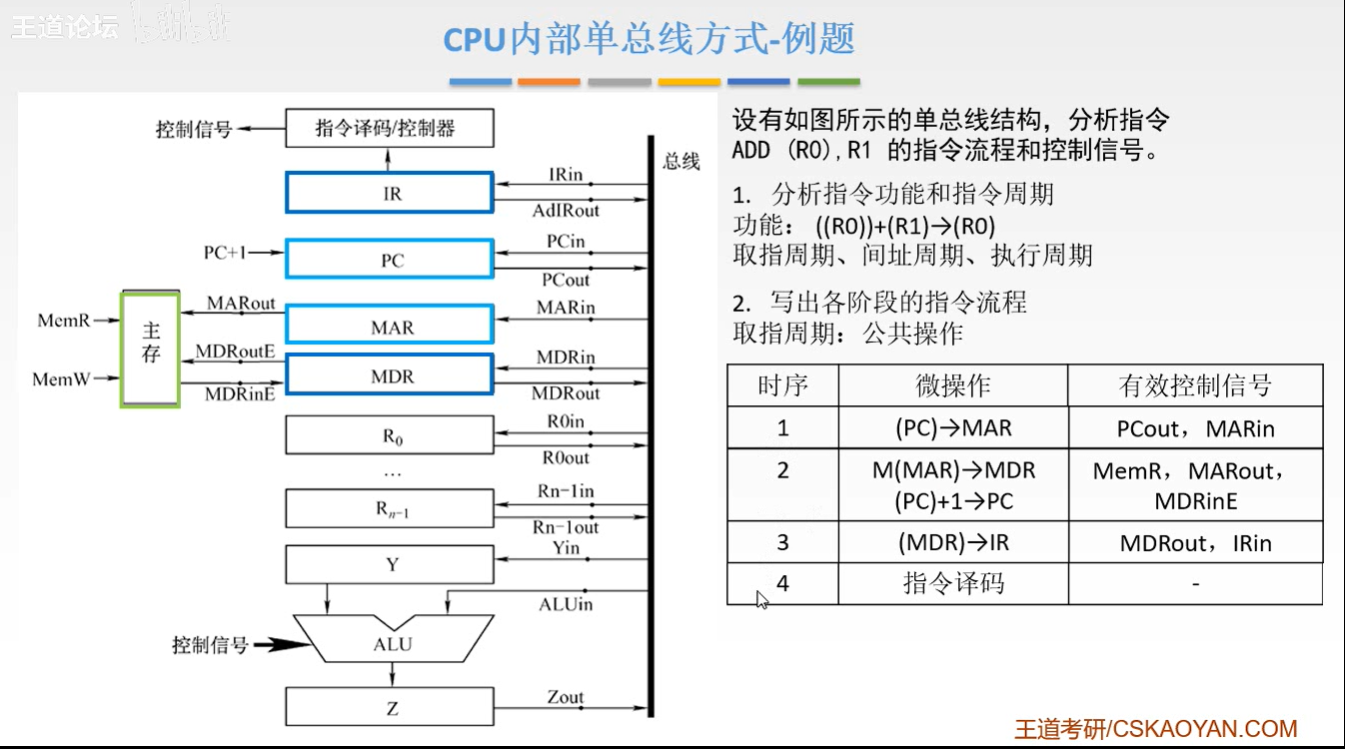 王道论坛 bilibili
CPU内部单总线方式-例题
控制信号
指令译码/控制器
总线
IRin
IR
AdIRout
PC+1
PCin
PC
PCout
MARout
MARin
MemR
主存
MAR
MDRoutE
MDRin
MemW
MDR
MDRinE
MDRout
R0in
R0
R0out
…
Rn-1in
Rn-1
Rn-1out
Yin
Y
ALUin
控制信号
ALU
Zout
Z
设有如图所示的单总线结构，分析指令
ADD (R0),R1 的指令流程和控制信号。
1. 分析指令功能和指令周期
功能：((R0))+(R1)→(R0)
取指周期、间址周期、执行周期
2. 写出各阶段的指令流程
取指周期：公共操作
时序 微操作 有效控制信号
1 (PC)→MAR PCout，MARin
2 M(MAR)→MDR MemR，MARout，
(PC)+1→PC MDRinE
3 (MDR)→IR MDRout，IRin
4 指令译码 -
王道考研/CSKAOYAN.COM